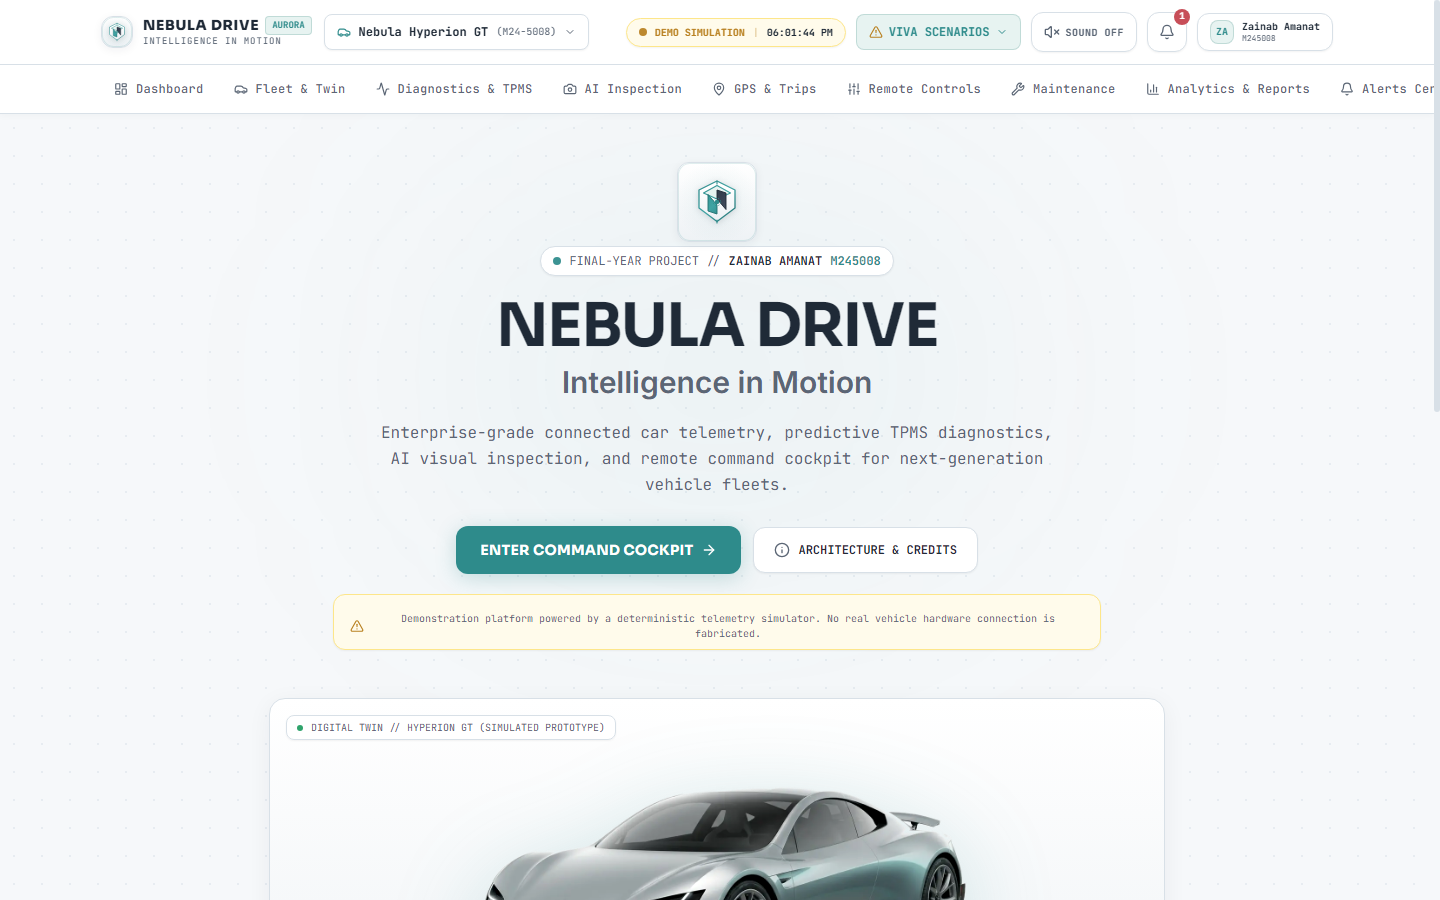 NEBULA DRIVE AURORA
INTELLIGENCE IN MOTION
Nebula Hyperion GT (M24-5008)
DEMO SIMULATION | 06:01:44 PM
VIVA SCENARIOS
SOUND OFF
1
ZA
Zainab Amanat
M245008
Dashboard
Fleet & Twin
Diagnostics & TPMS
AI Inspection
GPS & Trips
Remote Controls
Maintenance
Analytics & Reports
Alerts
FINAL-YEAR PROJECT // ZAINAB AMANAT M245008
NEBULA DRIVE
Intelligence in Motion
Enterprise-grade connected car telemetry, predictive TPMS diagnostics,
AI visual inspection, and remote command cockpit for next-generation
vehicle fleets.
ENTER COMMAND COCKPIT
ARCHITECTURE & CREDITS
Demonstration platform powered by a deterministic telemetry simulator. No real vehicle hardware connection is
fabricated.
DIGITAL TWIN // HYPERION GT (SIMULATED PROTOTYPE)